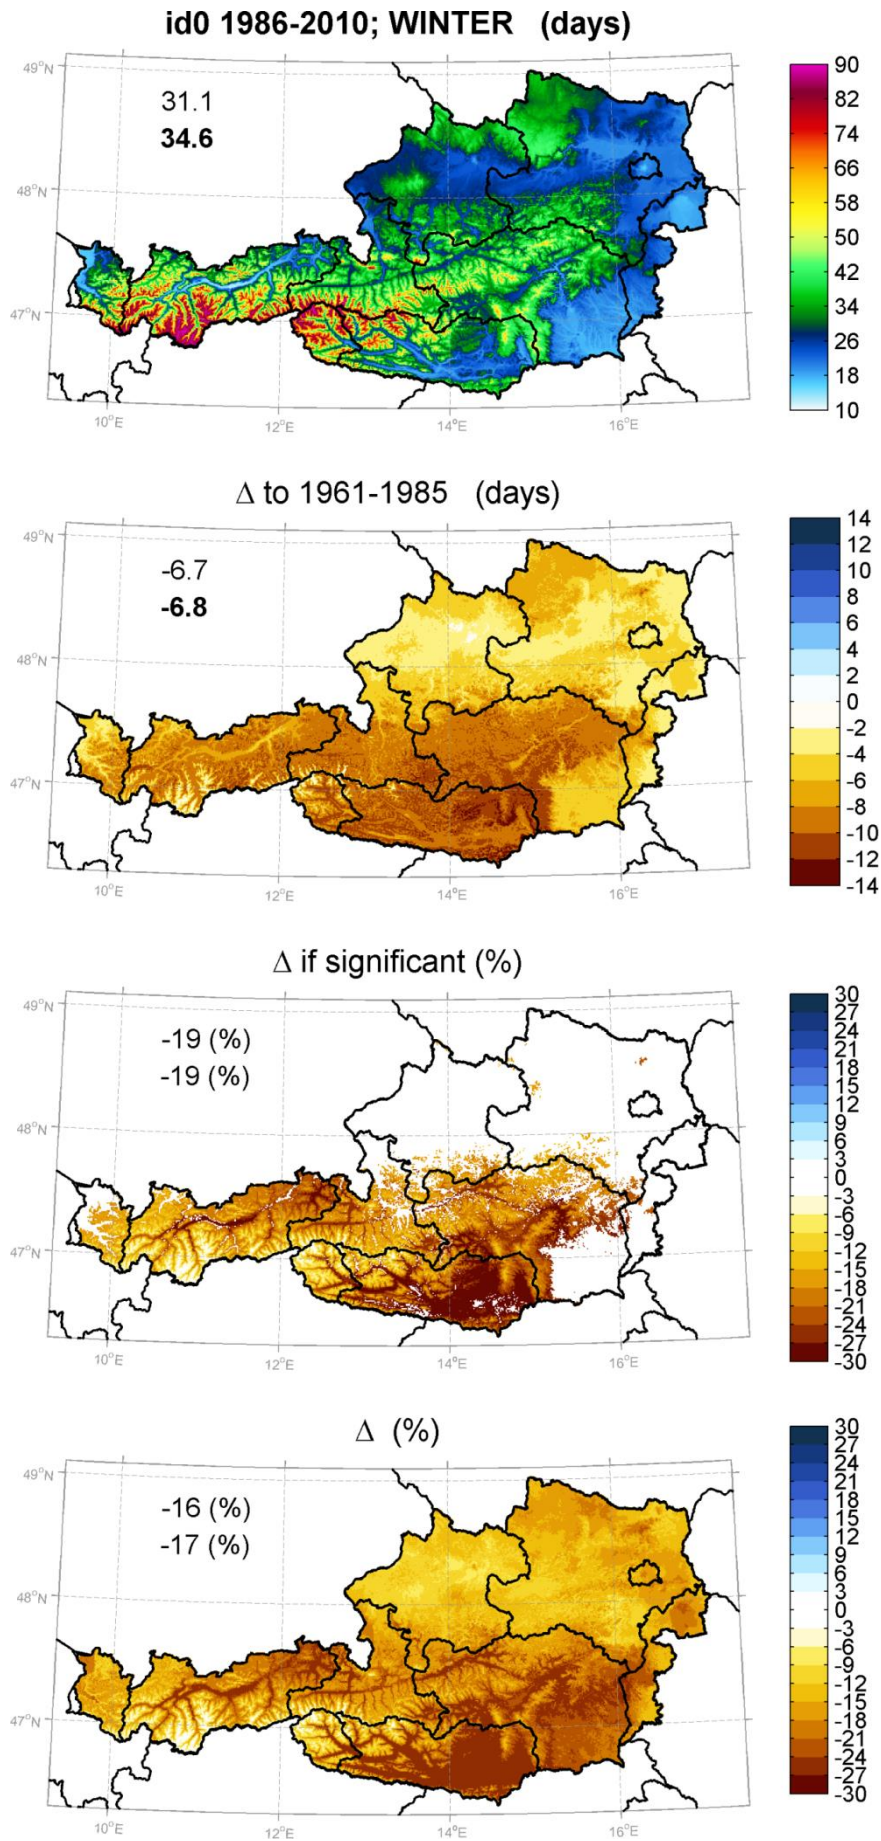 id0 1986-2010; WINTER (days)
49°N
48°N
47°N
10°E
12°E
14°E
16°E
31.1
34.6
90
82
74
66
58
50
42
34
26
18
10
Δ to 1961-1985 (days)
49°N
48°N
47°N
10°E
12°E
14°E
16°E
-6.7
-6.8
14
12
10
8
6
4
2
0
-2
-4
-6
-8
-10
-12
-14
Δ if significant (%)
49°N
48°N
47°N
10°E
12°E
14°E
16°E
-19 (%)
-19 (%)
30
27
24
21
18
15
12
9
6
3
0
-3
-6
-9
-12
-15
-18
-21
-24
-27
-30
Δ (%)
49°N
48°N
47°N
10°E
12°E
14°E
16°E
-16 (%)
-17 (%)
30
27
24
21
18
15
12
9
6
3
0
-3
-6
-9
-12
-15
-18
-21
-24
-27
-30